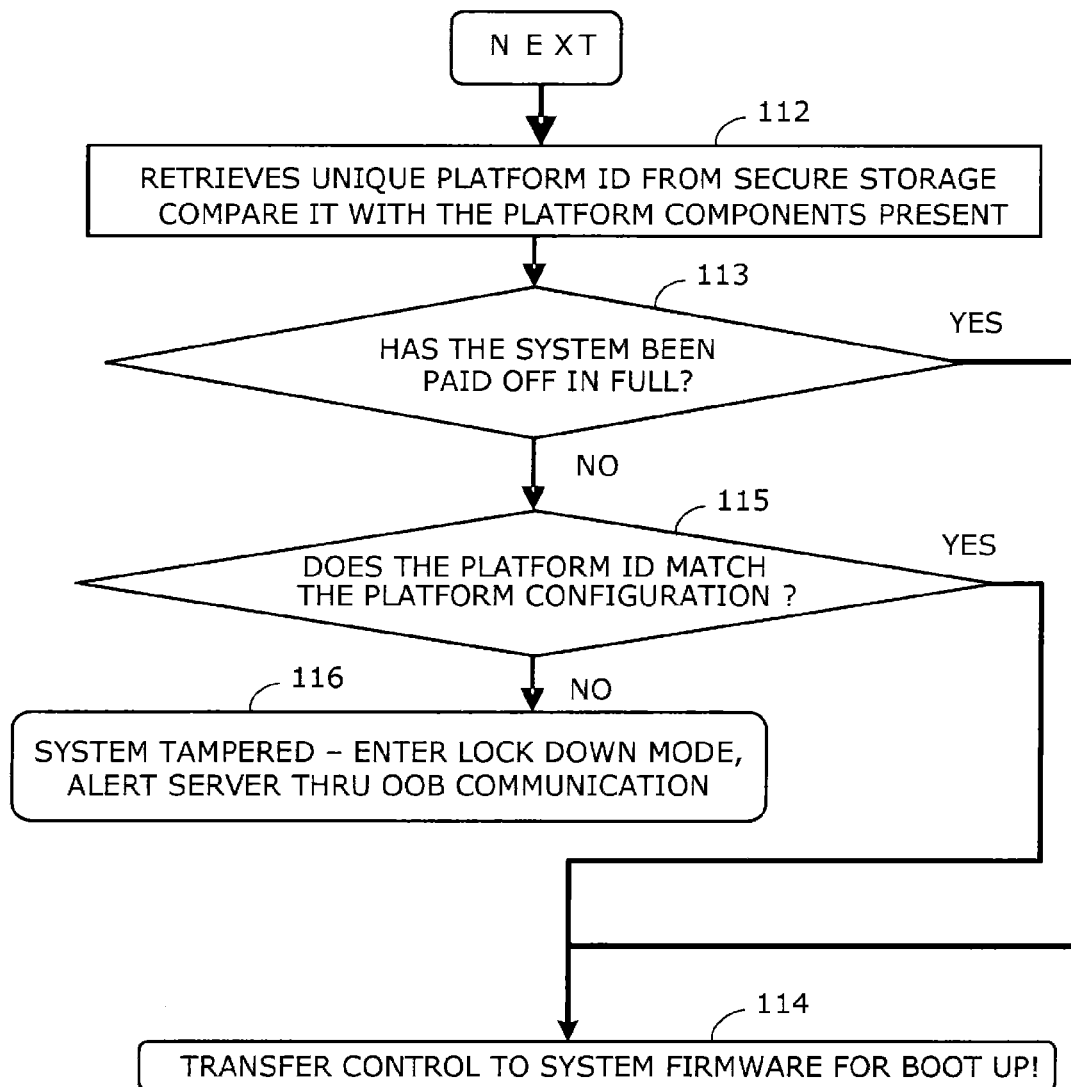 NEXT
112
RETRIEVES UNIQUE PLATFORM ID FROM SECURE STORAGE
COMPARE IT WITH THE PLATFORM COMPONENTS PRESENT
113
YES
HAS THE SYSTEM BEEN
PAID OFF IN FULL?
NO
115
YES
DOES THE PLATFORM ID MATCH
THE PLATFORM CONFIGURATION ?
116
NO
SYSTEM TAMPERED – ENTER LOCK DOWN MODE,
ALERT SERVER THRU OOB COMMUNICATION
114
TRANSFER CONTROL TO SYSTEM FIRMWARE FOR BOOT UP!